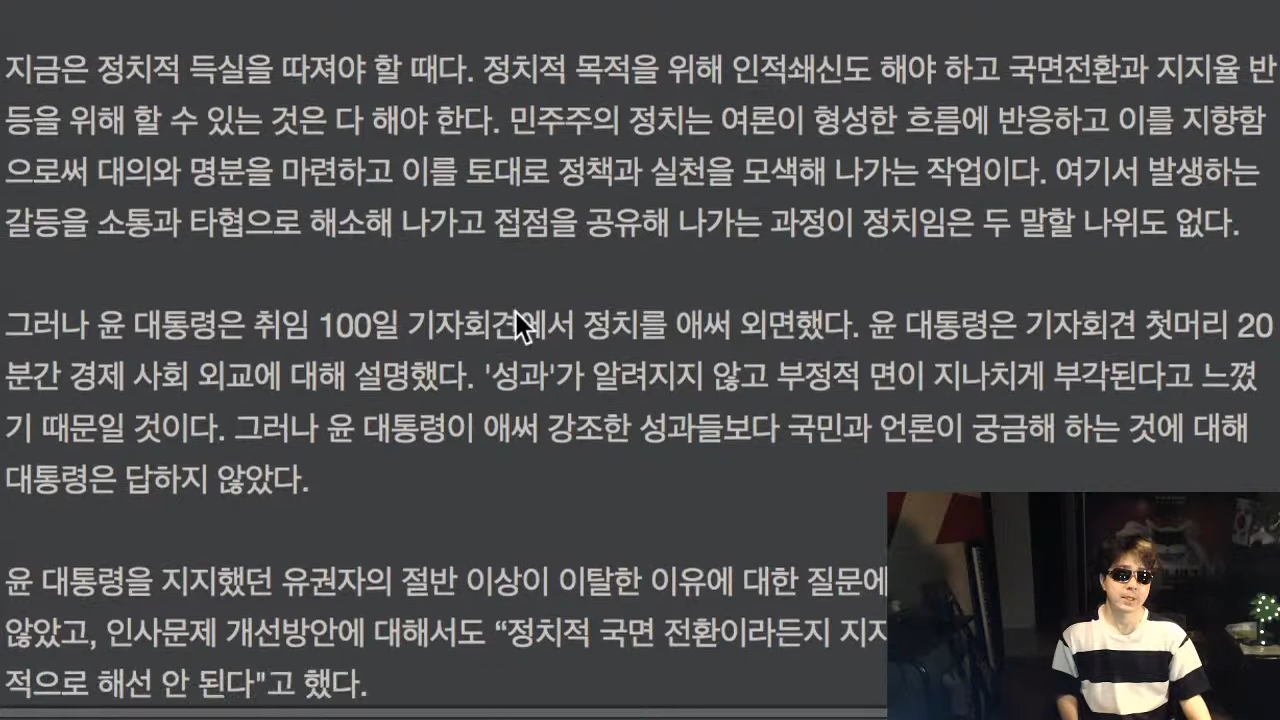 지금은 정치적 득실을 따져야 할 때다. 정치적 목적을 위해 인적쇄신도 해야 하고 국면전환과 지지율 반
등을 위해 할 수 있는 것은 다 해야 한다. 민주주의 정치는 여론이 형성한 흐름에 반응하고 이를 지향함
으로써 대의와 명분을 마련하고 이를 토대로 정책과 실천을 모색해 나가는 작업이다. 여기서 발생하는
갈등을 소통과 타협으로 해소해 나가고 접점을 공유해 나가는 과정이 정치임은 두 말할 나위도 없다.
그러나 윤 대통령은 취임 100일 기자회견에서 정치를 애써 외면했다. 윤 대통령은 기자회견 첫머리 20
분간 경제 사회 외교에 대해 설명했다. '성과'가 알려지지 않고 부정적 면이 지나치게 부각된다고 느꼈
기 때문일 것이다. 그러나 윤 대통령이 애써 강조한 성과들보다 국민과 언론이 궁금해 하는 것에 대해
대통령은 답하지 않았다.
윤 대통령을 지지했던 유권자의 절반 이상이 이탈한 이유에 대한 질문에
않았고, 인사문제 개선방안에 대해서도 “정치적 국면 전환이라든지 지지
적으로 해선 안 된다"고 했다.